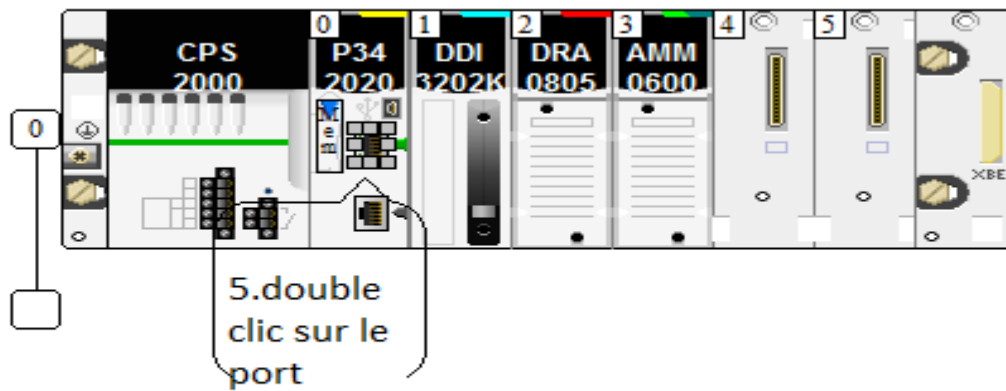 0 1 2 3 4 5
CPS P34 DDI DRA AMM
2000 2020 3202K 0805 0600
Mem
0
XBE
5.double
clic sur le
port